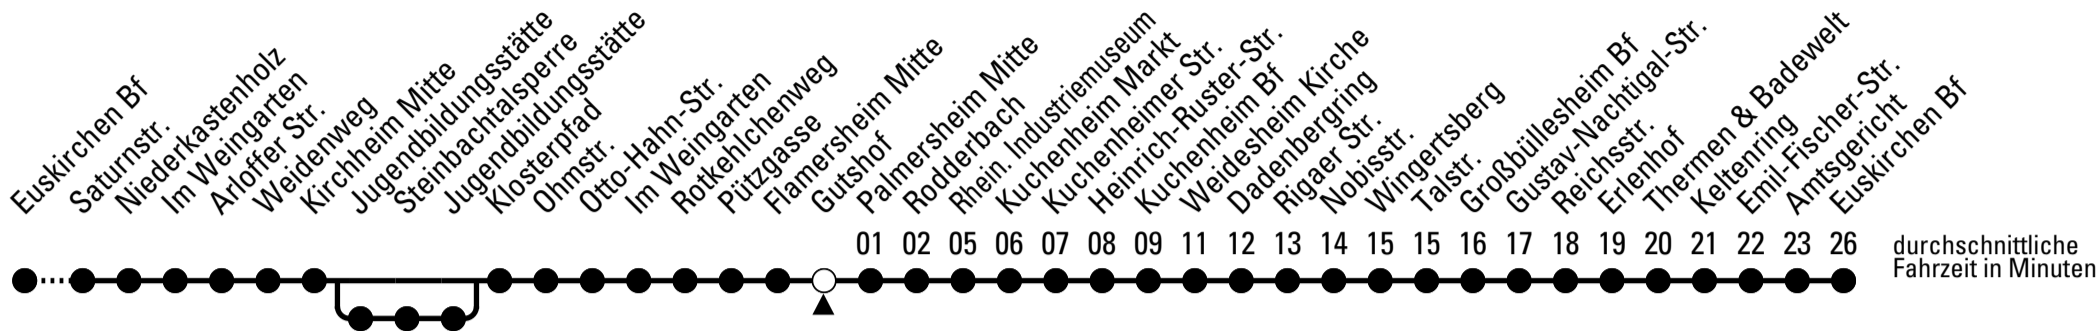 Euskirchen Bf
Saturnstr.
Niederkastenholz
Im Weingarten
Arloffer Str.
Weidenweg
Kirchheim Mitte
Jugendbildungsstätte
Steinbachtalsperre
Jugendbildungsstätte
Klosterpfad
Ohmstr.
Otto-Hahn-Str.
Im Weingarten
Rotkehlchenweg
Pützgasse
Flamersheim Mitte
Gutshof
Palmersheim Mitte
Rodderbach
Rhein. Industriemuseum
Kuchenheim Markt
Kuchenheimer Str.
Heinrich-Ruster-Str.
Kuchenheim Bf
Weidesheim Kirche
Dadenbergring
Rigaer Str.
Nobisstr.
Wingertsberg
Talstr.
Großbüllesheim Bf
Gustav-Nachtigal-Str.
Reichsstr.
Erlenhof
Thermen & Badewelt
Keltenring
Emil-Fischer-Str.
Amtsgericht
Euskirchen Bf
01 02 05 06 07 08 09 11 12 13 14 15 15 16 17 18 19 20 21 22 23 26
durchschnittliche
Fahrzeit in Minuten